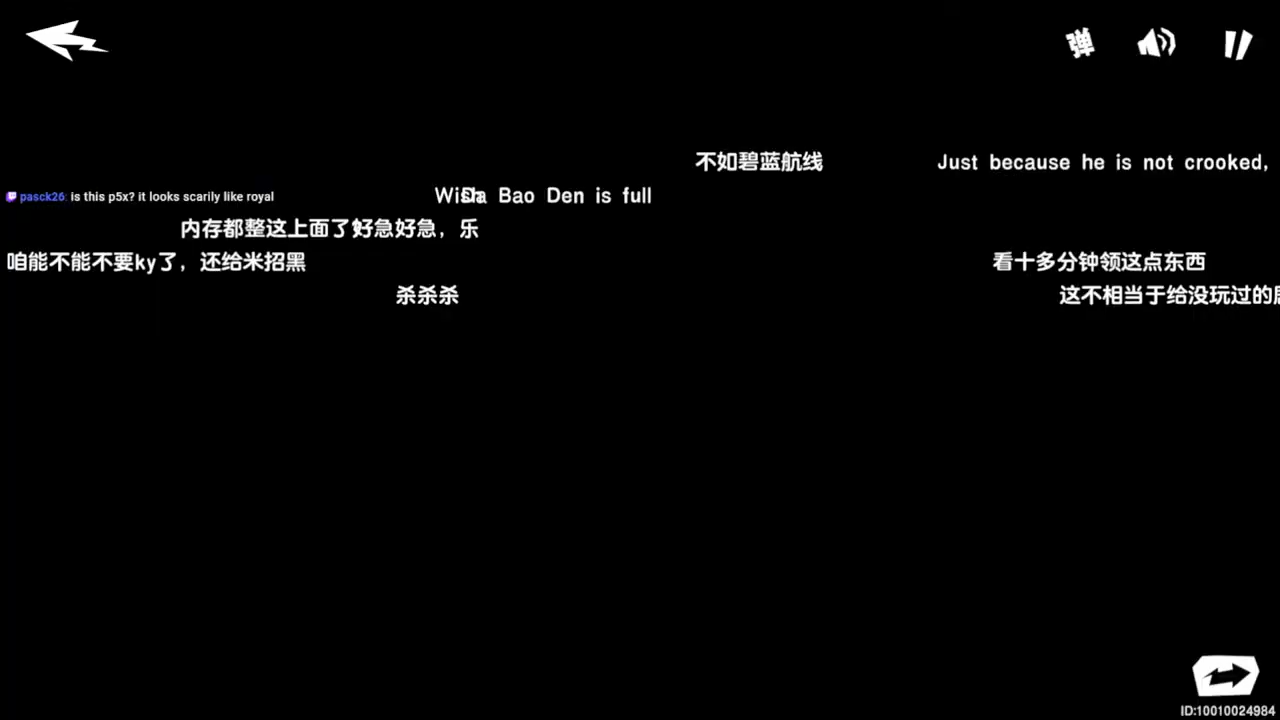 弹
不如碧蓝航线
Just because he is not crooked,
pasck26: is this p5x? it looks scarily like royal
Bao Den is full
内存都整这上面了好急好急，乐
咱能不能不要ky了，还给米招黑
看十多分钟领这点东西
杀杀杀
这不相当于给没玩过的
ID:10010024984